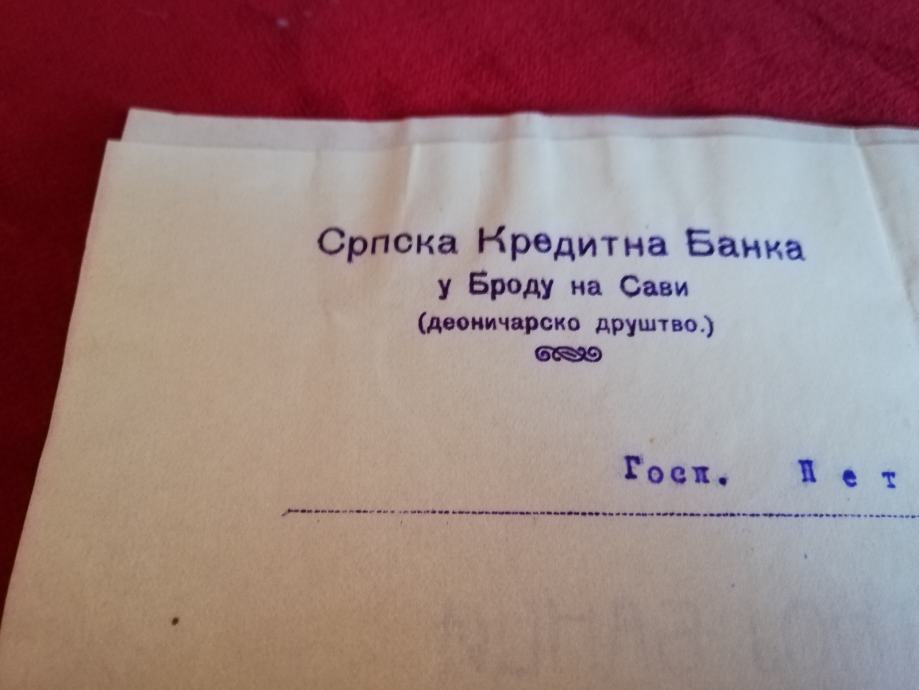 Српска Кредитна Банка
у Броду на Сави
(деоничарско друштво.)
Госп. Пет